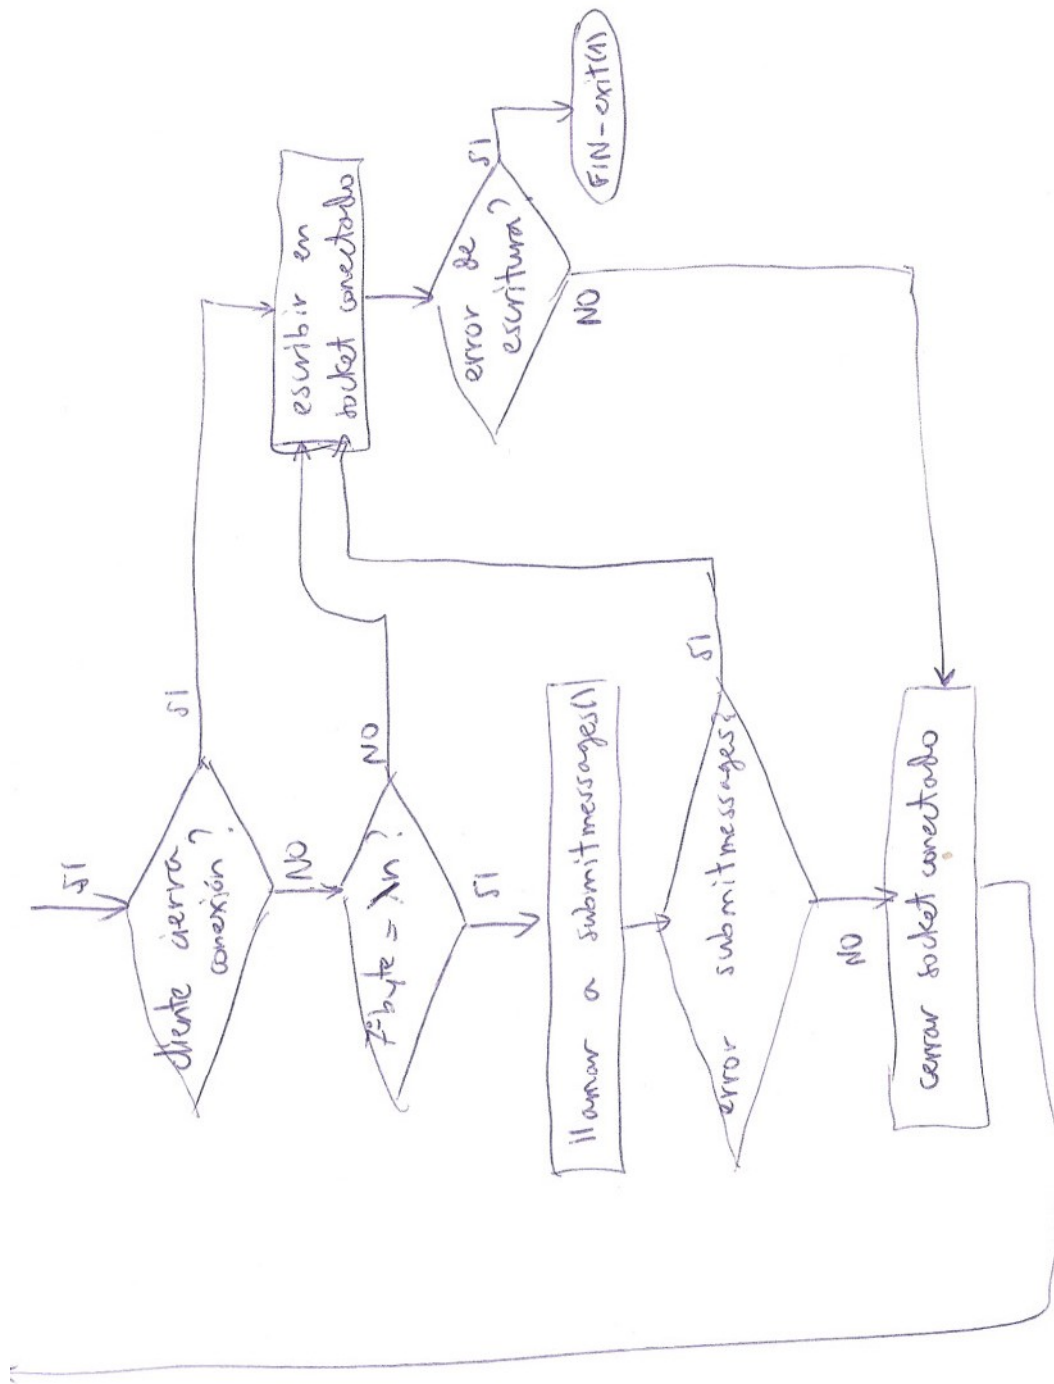 SI
cliente cierra
conexión?
SI
NO
7º byte = \n?
NO
SI
llamar a submitmessages()
error submitmessages?
SI
NO
cerrar socket conectado
escribir en
socket conectado
error de
escritura?
SI
NO
FIN-exit(1)